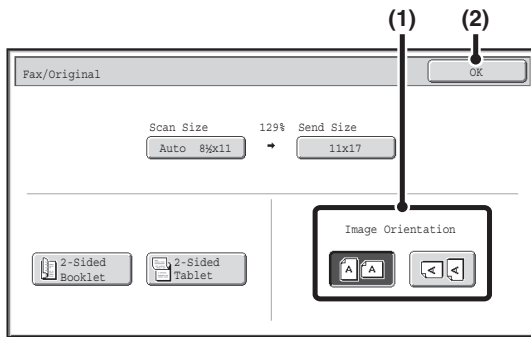 (1) (2)
Fax/Original OK
Scan Size 129% Send Size
Auto 8½x11 11x17
Image Orientation
2-Sided Booklet
2-Sided Tablet
A A A A